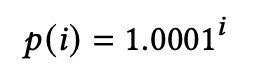 p(i) = 1.0001^i